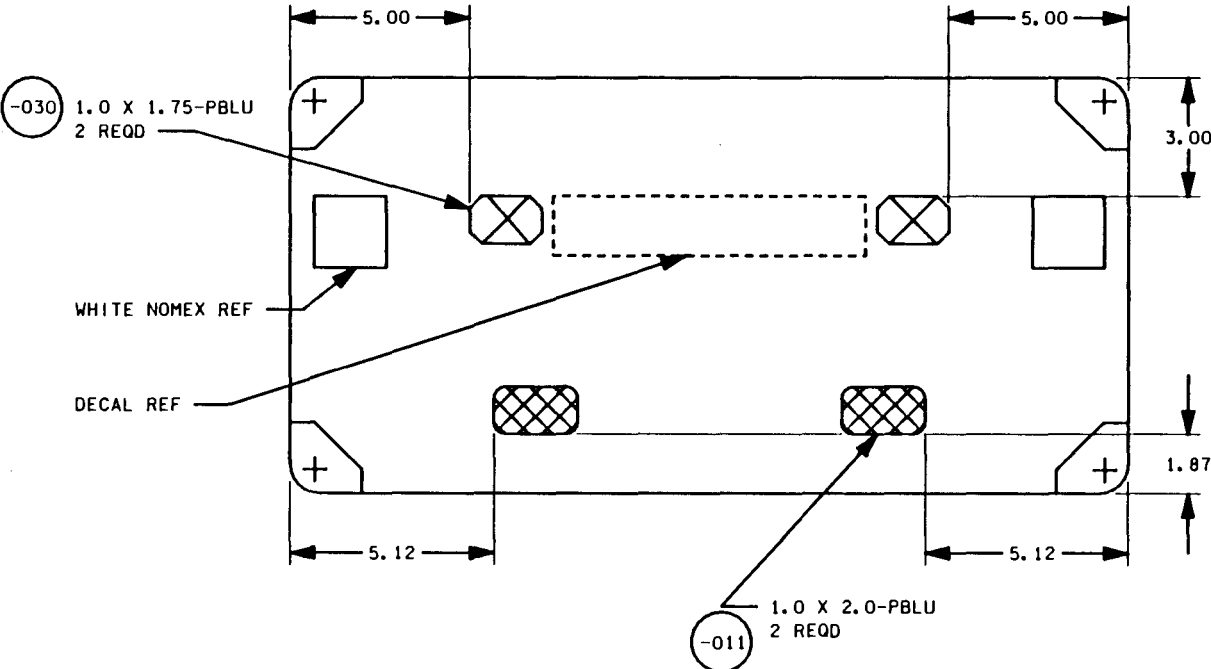 5.00
5.00
-030
1.0 X 1.75-PBLU
2 REQD
3.00
WHITE NOMEX REF
DECAL REF
1.87
5.12
5.12
1.0 X 2.0-PBLU
2 REQD
-011